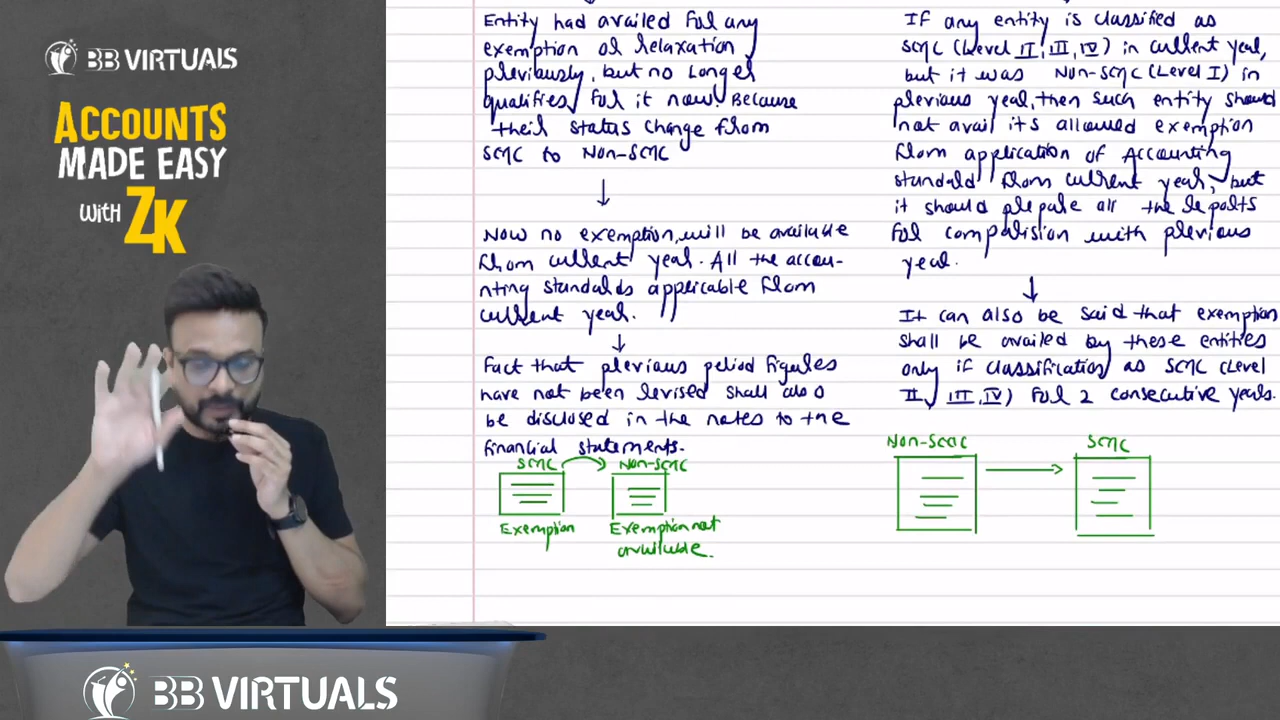 BB VIRTUALS
ACCOUNTS
MADE EASY
WITH ZK
Entity had availed for any
exemption or relaxation
previously, but no longer
qualifies for it now. Because
their status change from
SMC to Non-SMC
Now no exemption will be available
from current year. All the accou-
nting standards applicable from
current year.
Fact that previous period figures
have not been revised shall also
be disclosed in the notes to the
financial statements.
SMC Non-SMC
Exemption Exemption not
available.
If any entity is classified as
SMC (Level II, III, IV) in current year,
but it was Non-SMC (Level I) in
previous year, then such entity should
not avail its allowed exemption
from application of Accounting
standard from current year, but
it should prepare all the reports
for comparision with previous
year.
It can also be said that exemption
shall be availed by these entities
only if classification as SMC (Level
II, III, IV) for 2 consecutive years.
Non-SMC SMC
BB VIRTUALS